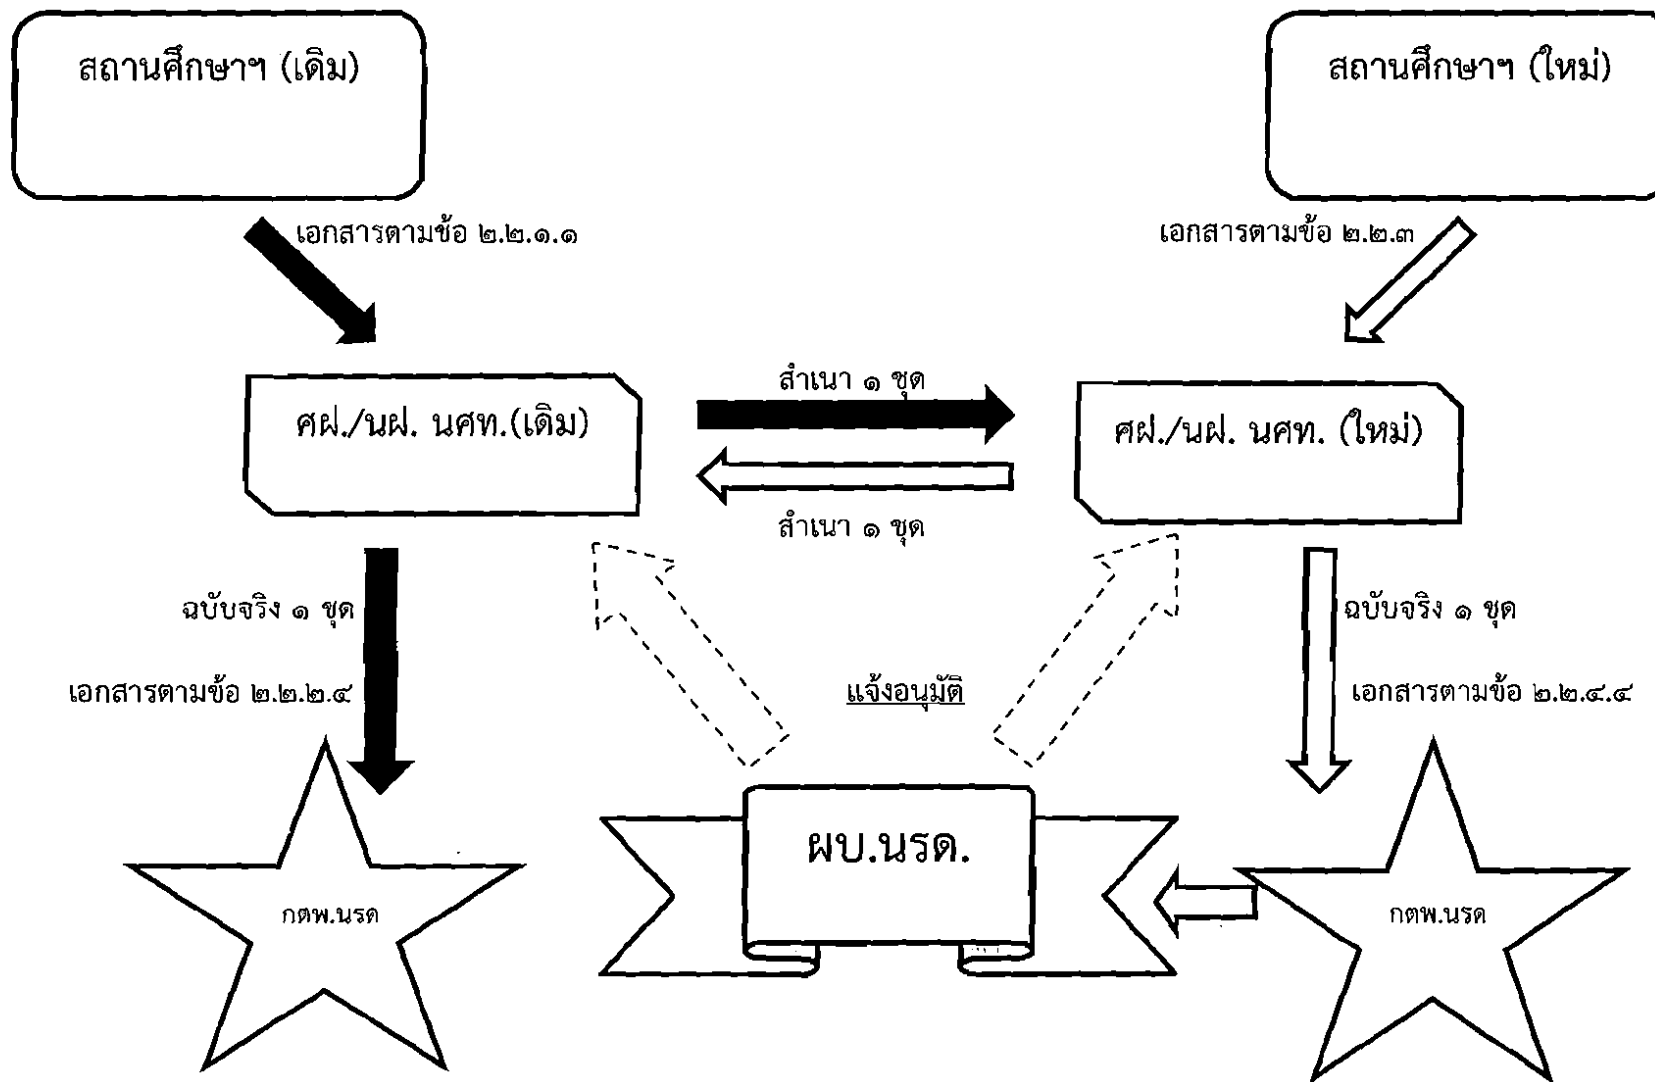 สถานศึกษาฯ (เดิม)
สถานศึกษาฯ (ใหม่)
เอกสารตามข้อ ๒.๒.๑.๑
เอกสารตามข้อ ๒.๒.๓
สำเนา ๑ ชุด
ศฝ./นฝ. นศท.(เดิม)
ศฝ./นฝ. นศท. (ใหม่)
สำเนา ๑ ชุด
ฉบับจริง ๑ ชุด
ฉบับจริง ๑ ชุด
เอกสารตามข้อ ๒.๒.๒.๔
แจ้งอนุมัติ
เอกสารตามข้อ ๒.๒.๔.๔
ผบ.นรด.
กตพ.นรด
กตพ.นรด